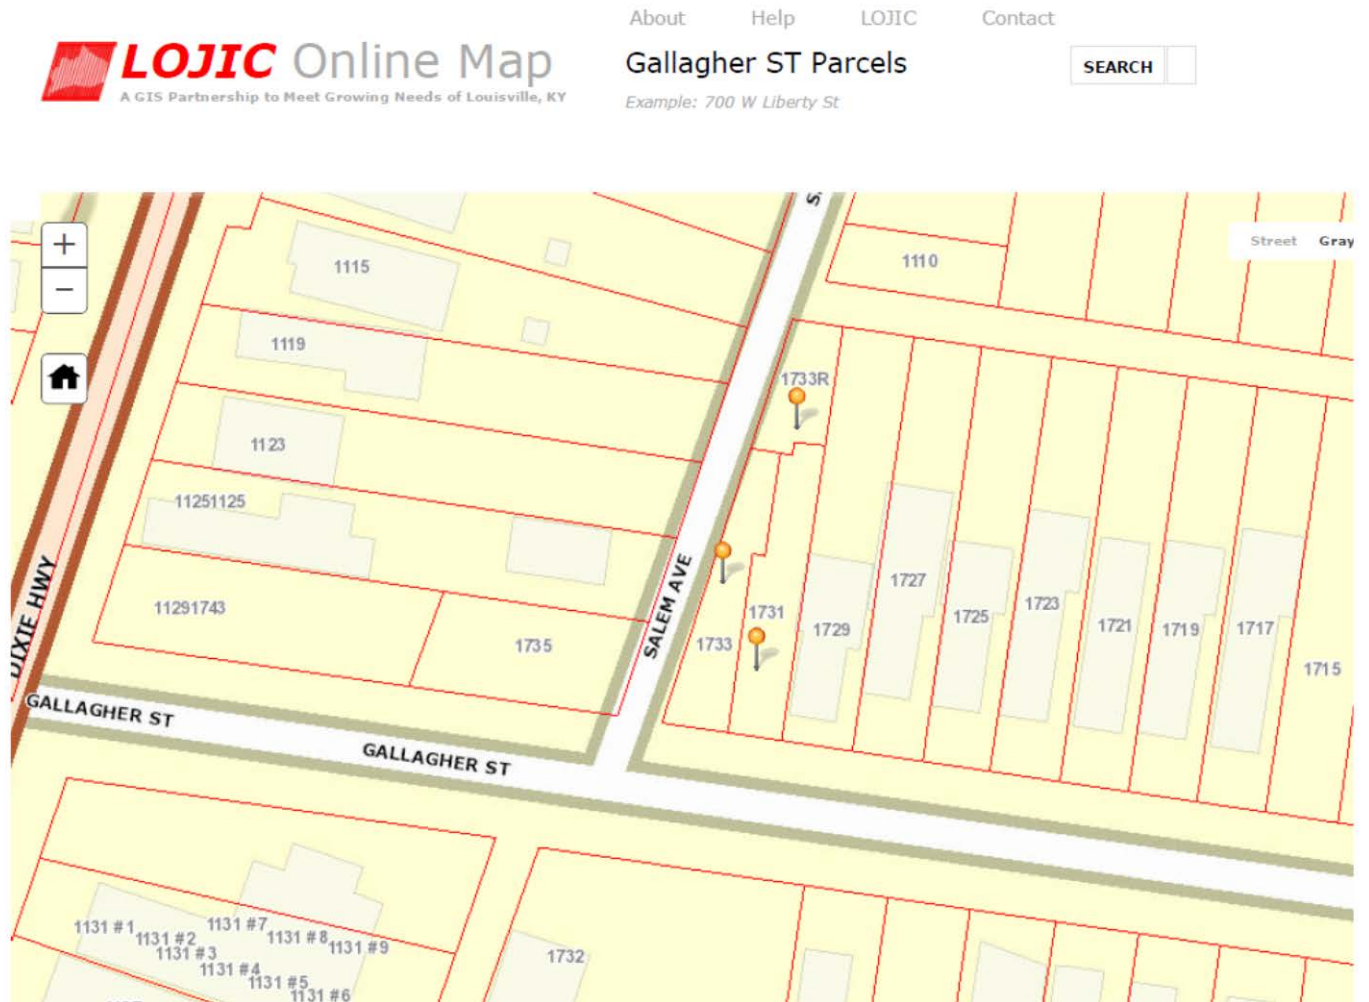 About Help LOJIC Contact
LOJIC Online Map
A GIS Partnership to Meet Growing Needs of Louisville, KY
Gallagher ST Parcels
SEARCH
Example: 700 W Liberty St
+
−
Street Gray
1110
1115
1119
1733R
1123
11251125
DIXIE HWY
SALEM AVE
11291743
1735
1733
1731
1729
1727
1725
1723
1721
1719
1717
1715
GALLAGHER ST
GALLAGHER ST
1131 #1
1131 #2
1131 #3
1131 #4
1131 #5
1131 #6
1131 #7
1131 #8
1131 #9
1732